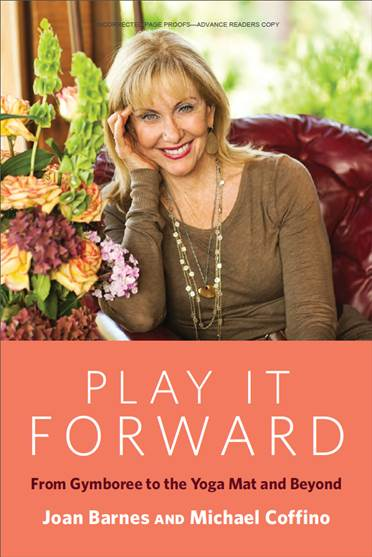 UNCORRECTED PAGE PROOFS—ADVANCE READERS COPY
PLAY IT
FORWARD
From Gymboree to the Yoga Mat and Beyond
Joan Barnes AND Michael Coffino